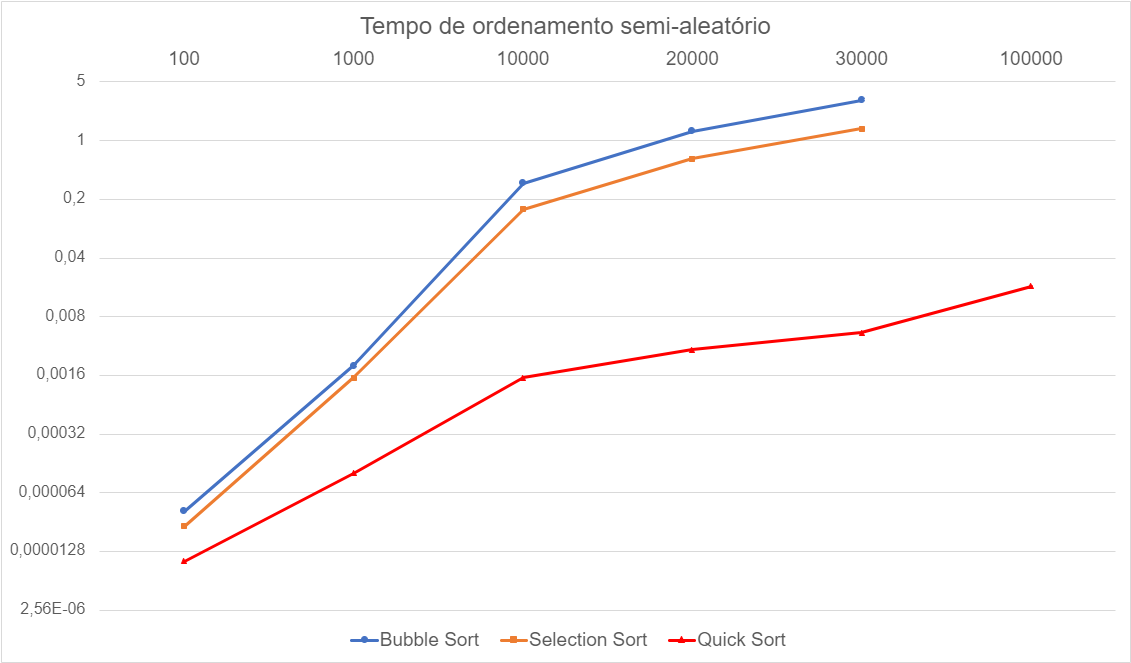 Tempo de ordenamento semi-aleatório
100 1000 10000 20000 30000 100000
5
1
0,2
0,04
0,008
0,0016
0,00032
0,000064
0,0000128
2,56E-06
Bubble Sort Selection Sort Quick Sort